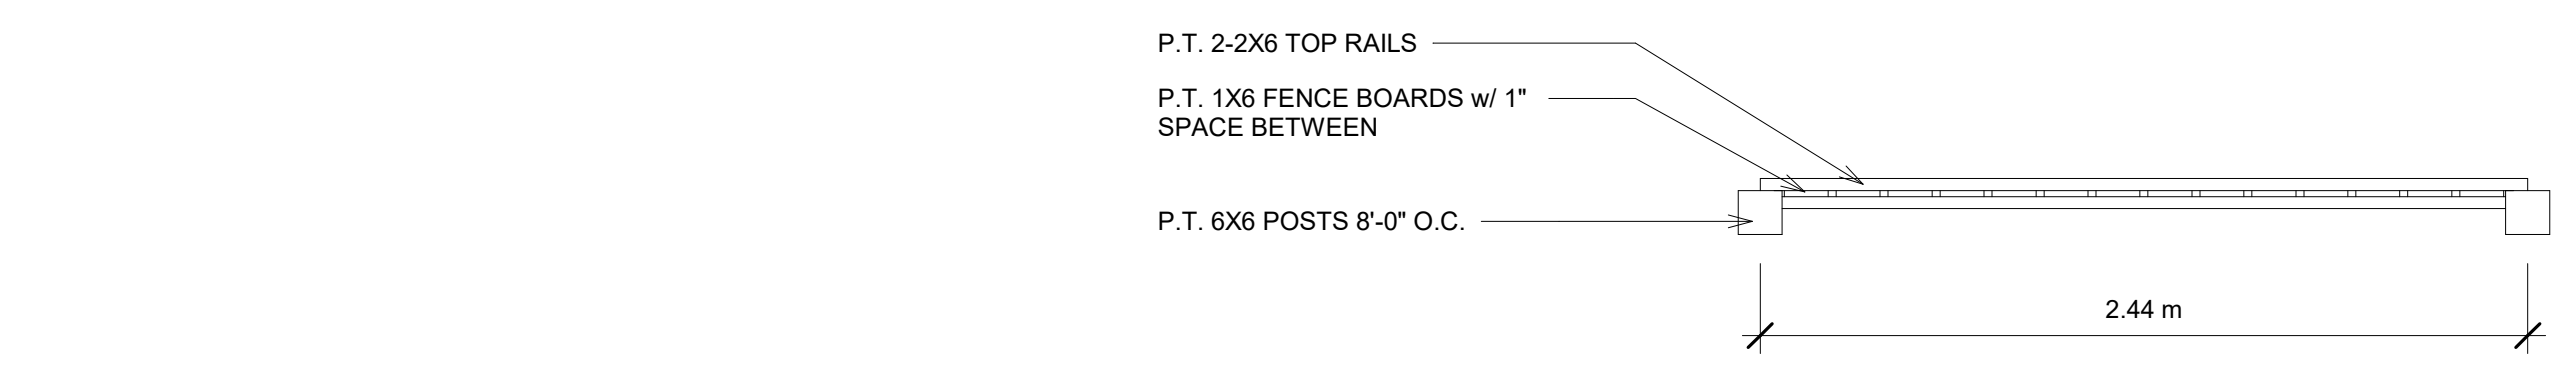 P.T. 2-2X6 TOP RAILS
P.T. 1X6 FENCE BOARDS w/ 1"
SPACE BETWEEN
P.T. 6X6 POSTS 8'-0" O.C.
2.44 m